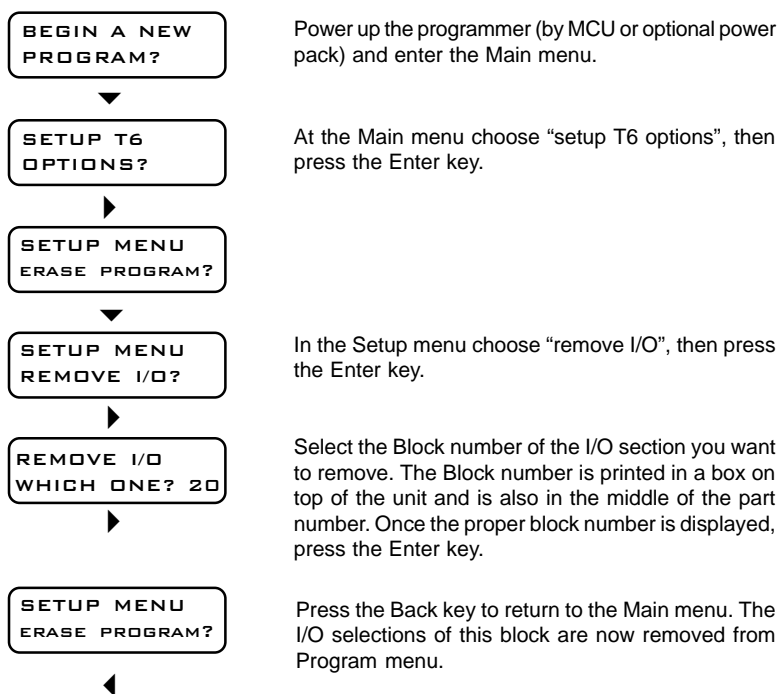 BEGIN A NEW
PROGRAM?
Power up the programmer (by MCU or optional power
pack) and enter the Main menu.
SETUP T6
OPTIONS?
At the Main menu choose “setup T6 options”, then
press the Enter key.
SETUP MENU
ERASE PROGRAM?
SETUP MENU
REMOVE I/O?
In the Setup menu choose “remove I/O”, then press
the Enter key.
REMOVE I/O
WHICH ONE? 20
Select the Block number of the I/O section you want
to remove. The Block number is printed in a box on
top of the unit and is also in the middle of the part
number. Once the proper block number is displayed,
press the Enter key.
SETUP MENU
ERASE PROGRAM?
Press the Back key to return to the Main menu. The
I/O selections of this block are now removed from
Program menu.